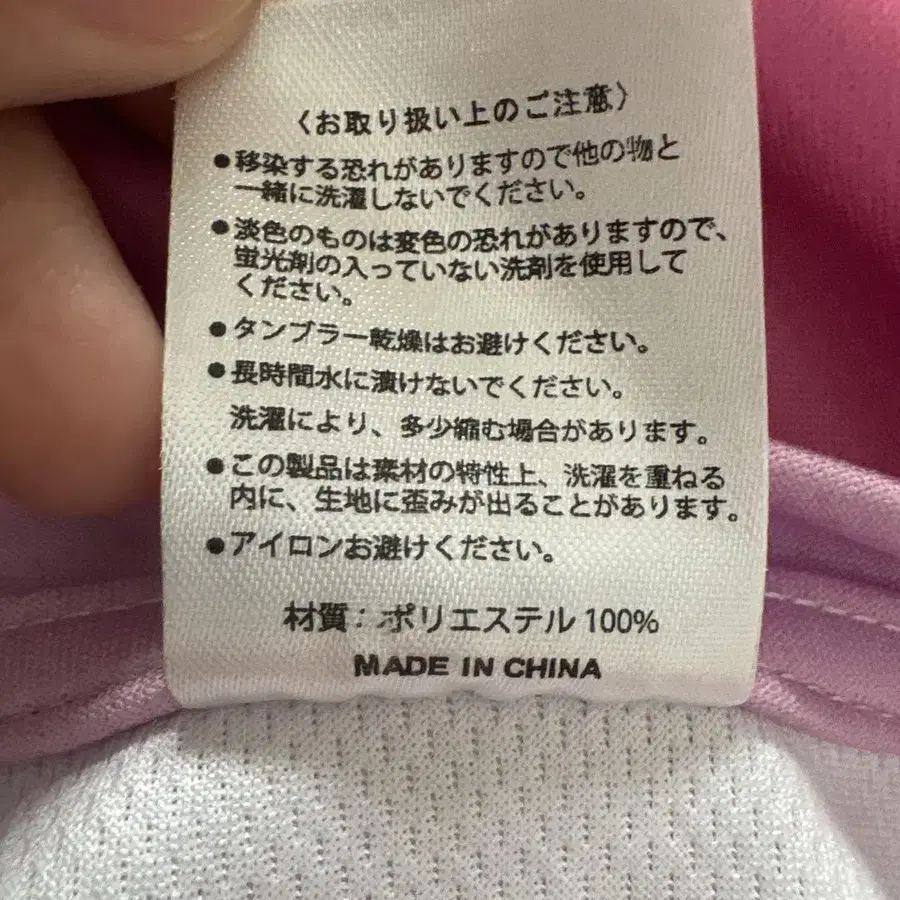 〈お取り扱い上のご注意〉
●移染する恐れがありますので他の物と
一緒に洗濯しないでください。
●淡色のものは変色の恐れがありますので、
蛍光剤の入っていない洗剤を使用して
ください。
●タンブラー乾燥はお避けください。
●長時間水に漬けないでください。
洗濯により、多少縮む場合があります。
●この製品は素材の特性上、洗濯を重ねる
内に、生地に歪みが出ることがあります。
●アイロンお避けください。
材質：ポリエステル 100%
MADE IN CHINA